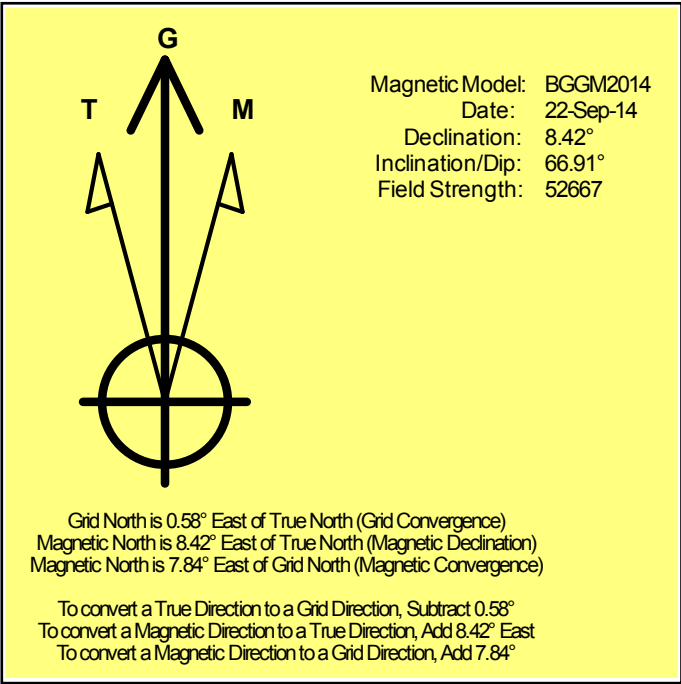 G
T M
Magnetic Model: BGGM2014
Date: 22-Sep-14
Declination: 8.42°
Inclination/Dip: 66.91°
Field Strength: 52667
Grid North is 0.58° East of True North (Grid Convergence)
Magnetic North is 8.42° East of True North (Magnetic Declination)
Magnetic North is 7.84° East of Grid North (Magnetic Convergence)
To convert a True Direction to a Grid Direction, Subtract 0.58°
To convert a Magnetic Direction to a True Direction, Add 8.42° East
To convert a Magnetic Direction to a Grid Direction, Add 7.84°